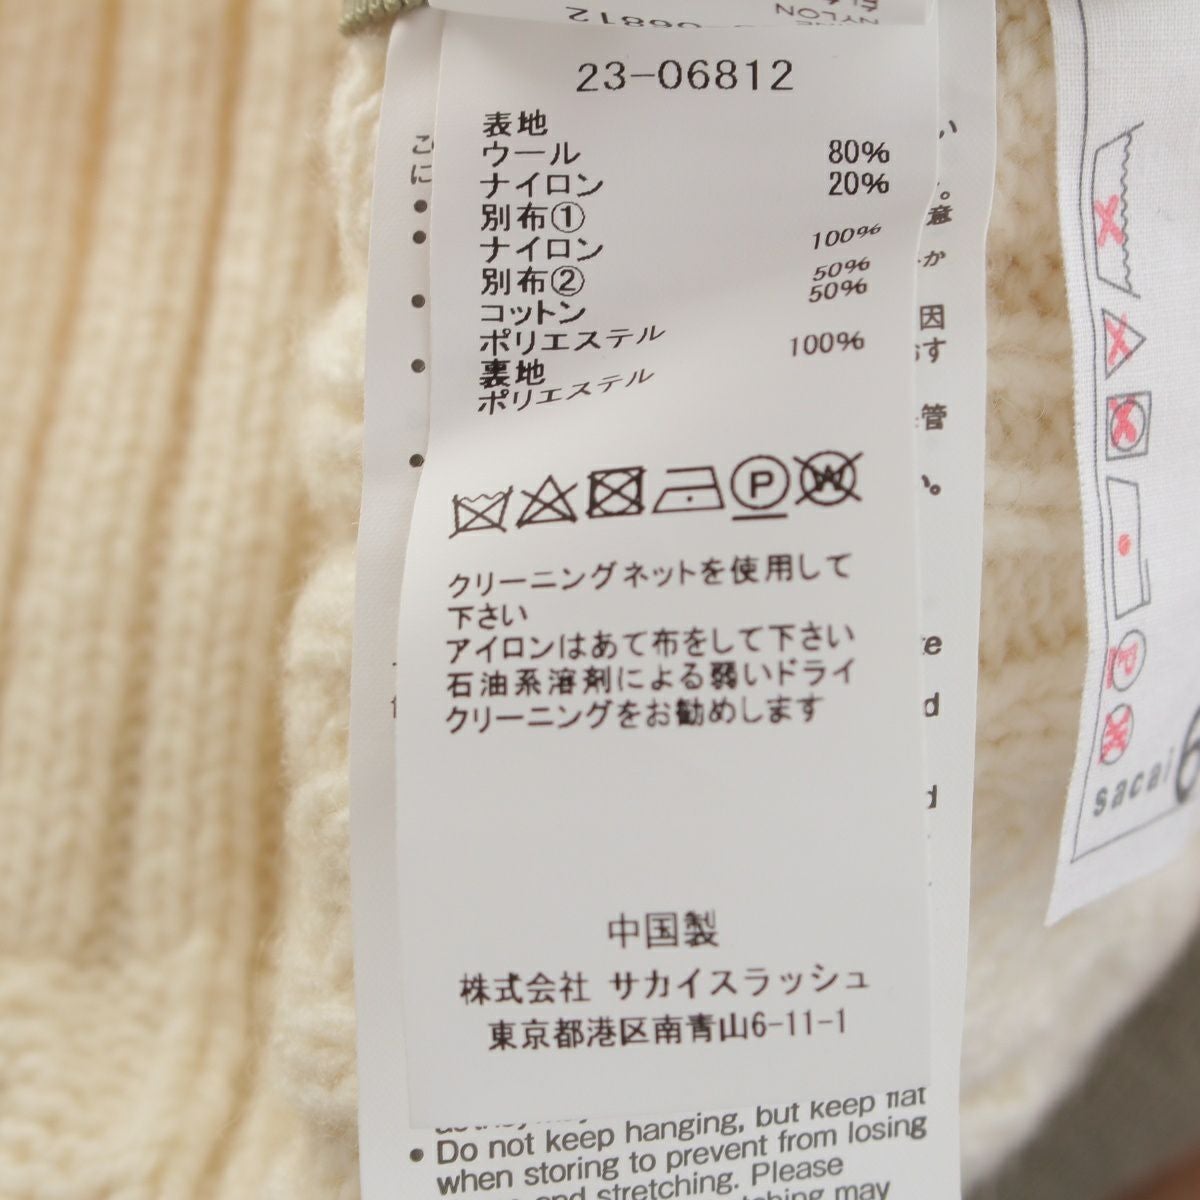 06812
NYLON
23-06812
表地
ウール 80%
ナイロン 20%
別布①
ナイロン 100%
別布②
コットン 50%
ポリエステル 50%
裏地
ポリエステル 100%
P W
クリーニングネットを使用して
下さい
アイロンはあて布をして下さい
石油系溶剤による弱いドライ
クリーニングをお勧めします
中国製
株式会社 サカイスラッシュ
東京都港区南青山6-11-1
• Do not keep hanging, but keep flat
when storing to prevent from losing
and stretching. Please
may
P
sacai